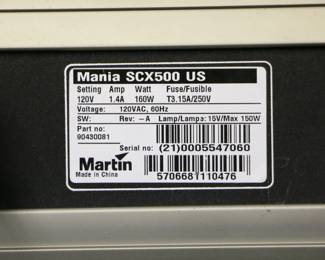 Mania SCX500 US
Setting Amp Watt Fuse/Fusible
120V 1.4A 160W T3.15A/250V
Voltage: 120VAC, 60Hz
SW: Rev: –A Lamp/Lampa: 15V/Max 150W
Part no:
90430081
Serial no: (21)0005547060
Martin
Made in China
5706681110476